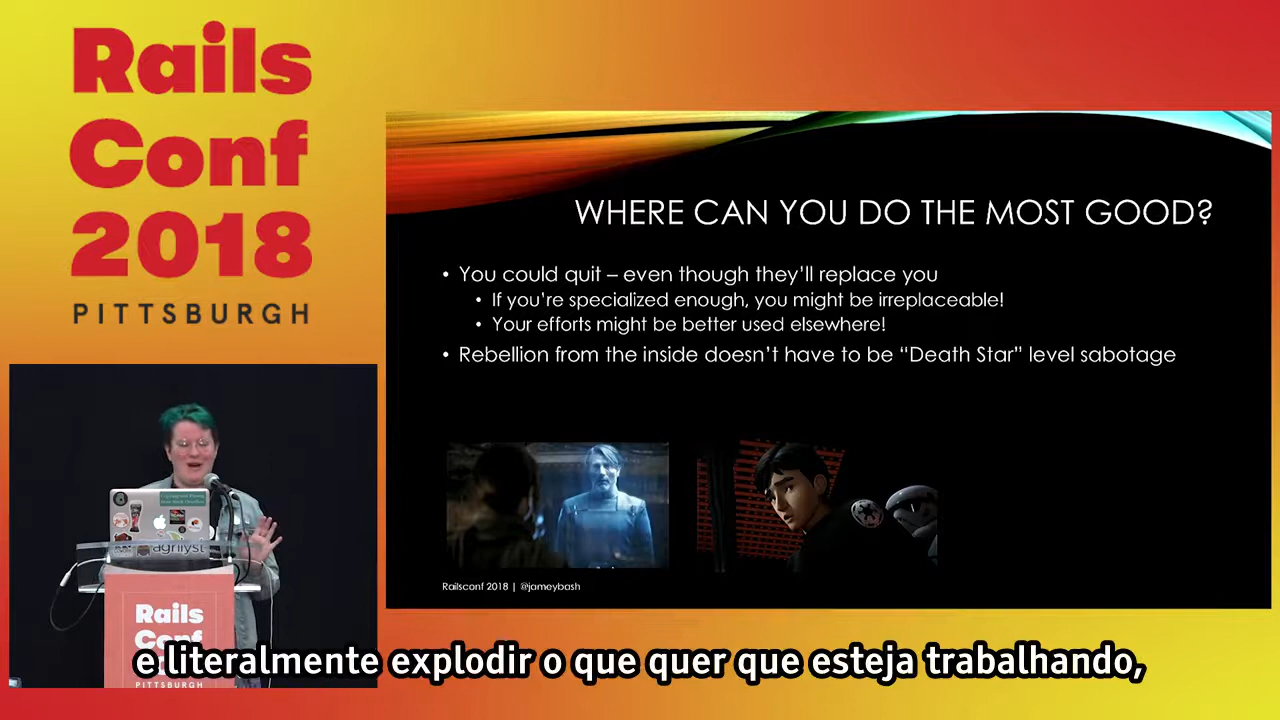 Rails
Conf
2018
PITTSBURGH
WHERE CAN YOU DO THE MOST GOOD?
• You could quit – even though they'll replace you
• If you're specialized enough, you might be irreplaceable!
• Your efforts might be better used elsewhere!
• Rebellion from the inside doesn't have to be “Death Star” level sabotage
Railsconf 2018 | @jameybash
agrilyst
Rails
Conf
PITTSBURGH
e literalmente explodir o que quer que esteja trabalhando,